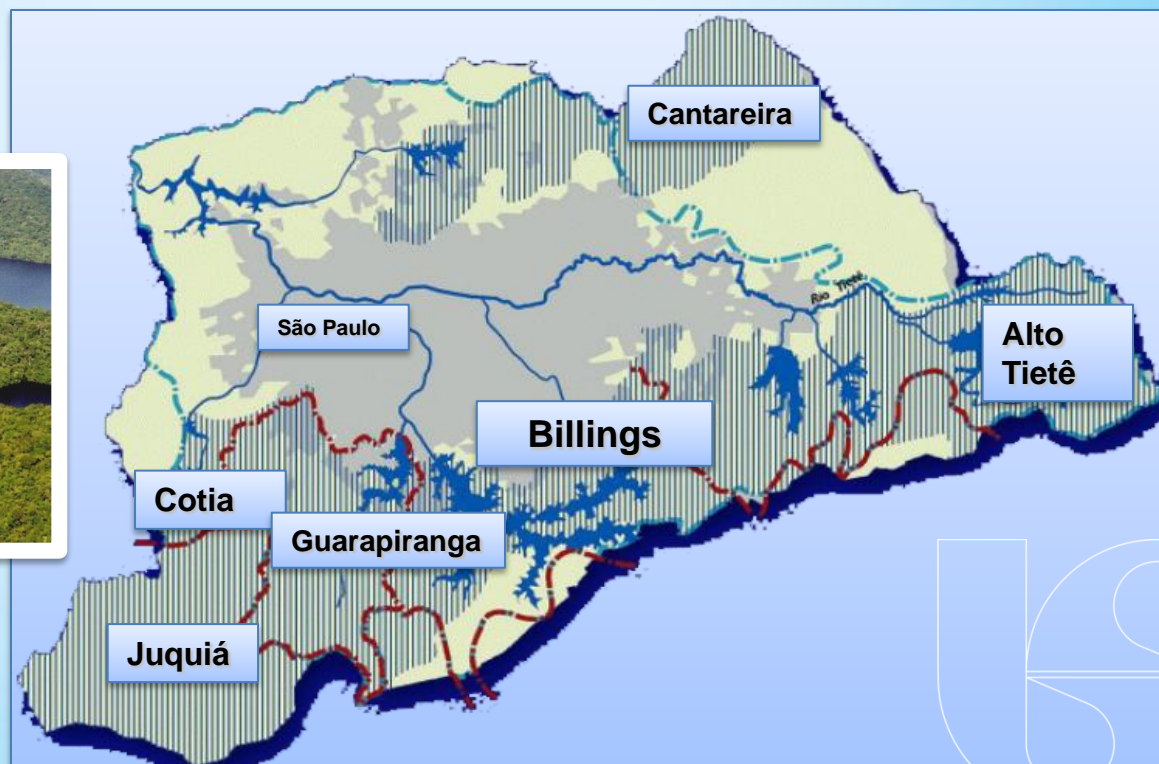 Cantareira
Rio Tietê
São Paulo
Alto
Tietê
Billings
Cotia
Guarapiranga
Juquiá